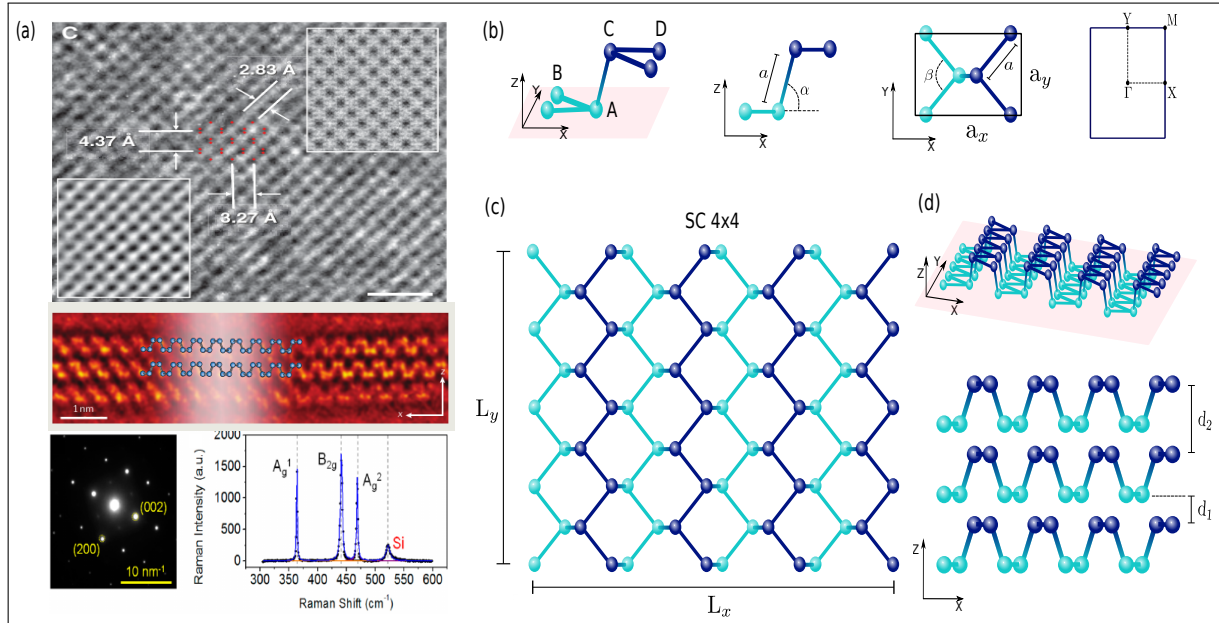 (a)
C
2.83 Å
4.37 Å
3.27 Å
1 nm
z
x
(002)
(200)
10 nm⁻¹
Raman Intensity (a.u.)
2000
1500
1000
500
0
A_g^1
B_2g
A_g^2
Si
300 350 400 450 500 550 600
Raman Shift (cm⁻¹)
(b)
Z
Y
X
B
A
C
D
Z
X
a
α
Y
X
β
a
a_y
a_x
Y
M
Γ
X
(c)
SC 4x4
L_y
L_x
(d)
Z
Y
X
d_2
d_1
Z
X